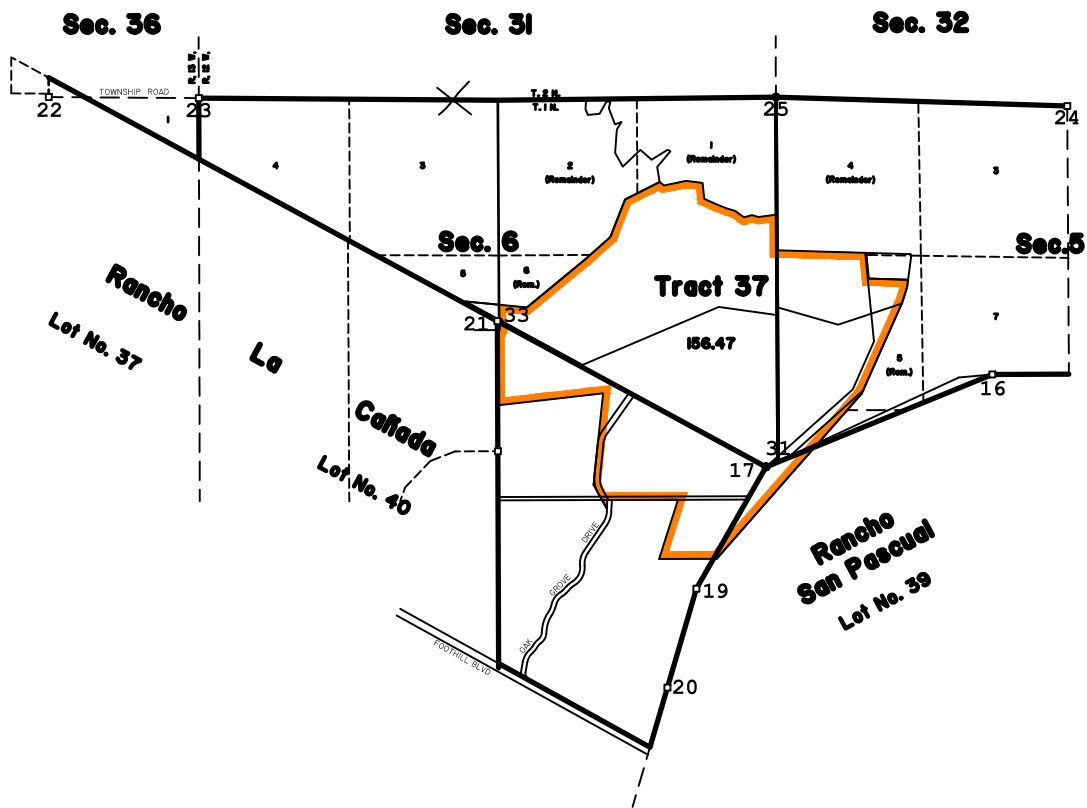 Sec. 36
Sec. 31
Sec. 32
R. 13 W.
R. 12 W.
TOWNSHIP ROAD
T. 2 N.
T. 1 N.
22
23
25
24
1
4
3
2
(Remainder)
1
(Remainder)
4
(Remainder)
3
Sec. 6
Sec.5
5
6
(Rem.)
Tract 37
156.47
7
5
(Rem.)
21
33
16
31
17
Rancho
Lot No. 37
La
Cañada
Lot No. 40
Rancho
San Pascual
Lot No. 39
OAK GROVE DRIVE
FOOTHILL BLVD
19
20